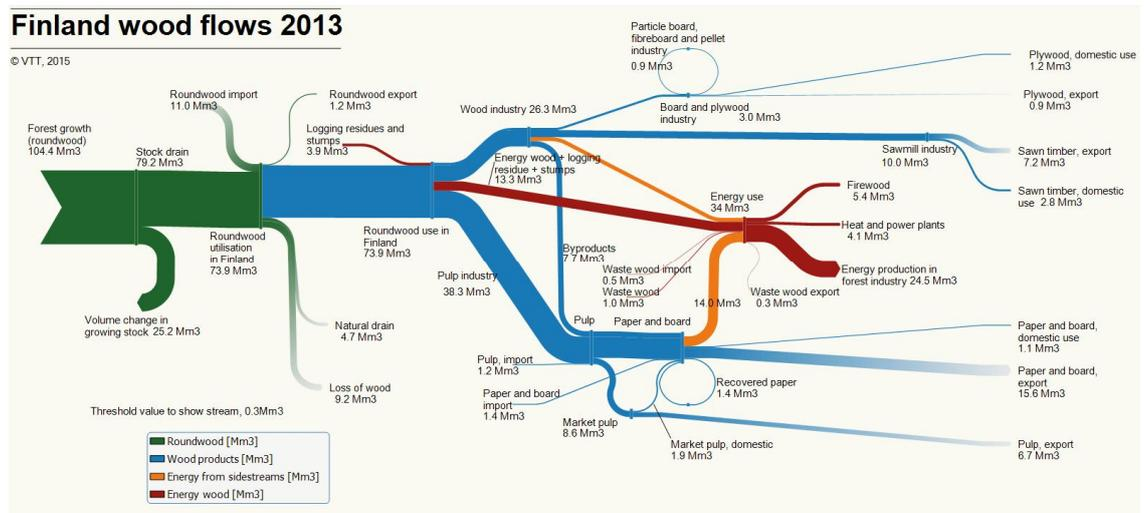 Finland wood flows 2013
© VTT, 2015
Forest growth
(roundwood)
104.4 Mm3
Stock drain
79.2 Mm3
Roundwood import
11.0 Mm3
Roundwood export
1.2 Mm3
Logging residues and
stumps
3.9 Mm3
Volume change in
growing stock 25.2 Mm3
Roundwood
utilisation
in Finland
73.9 Mm3
Natural drain
4.7 Mm3
Loss of wood
9.2 Mm3
Roundwood use in
Finland
73.9 Mm3
Wood industry 26.3 Mm3
Energy wood + logging
residue + stumps
13.3 Mm3
Pulp industry
38.3 Mm3
Particle board,
fibreboard and pellet
industry
0.9 Mm3
Board and plywood
industry 3.0 Mm3
Plywood, domestic use
1.2 Mm3
Plywood, export
0.9 Mm3
Sawmill industry
10.0 Mm3
Sawn timber, export
7.2 Mm3
Sawn timber, domestic
use 2.8 Mm3
Byproducts
7.7 Mm3
Energy use
34 Mm3
Firewood
5.4 Mm3
Heat and power plants
4.1 Mm3
Energy production in
forest industry 24.5 Mm3
Waste wood import
0.5 Mm3
Waste wood
1.0 Mm3
Waste wood export
0.3 Mm3
14.0 Mm3
Pulp
Paper and board
Pulp, import
1.2 Mm3
Paper and board
import
1.4 Mm3
Market pulp
8.6 Mm3
Recovered paper
1.4 Mm3
Market pulp, domestic
1.9 Mm3
Paper and board,
domestic use
1.1 Mm3
Paper and board,
export
15.6 Mm3
Pulp, export
6.7 Mm3
Threshold value to show stream, 0.3Mm3
Roundwood [Mm3]
Wood products [Mm3]
Energy from sidestreams [Mm3]
Energy wood [Mm3]